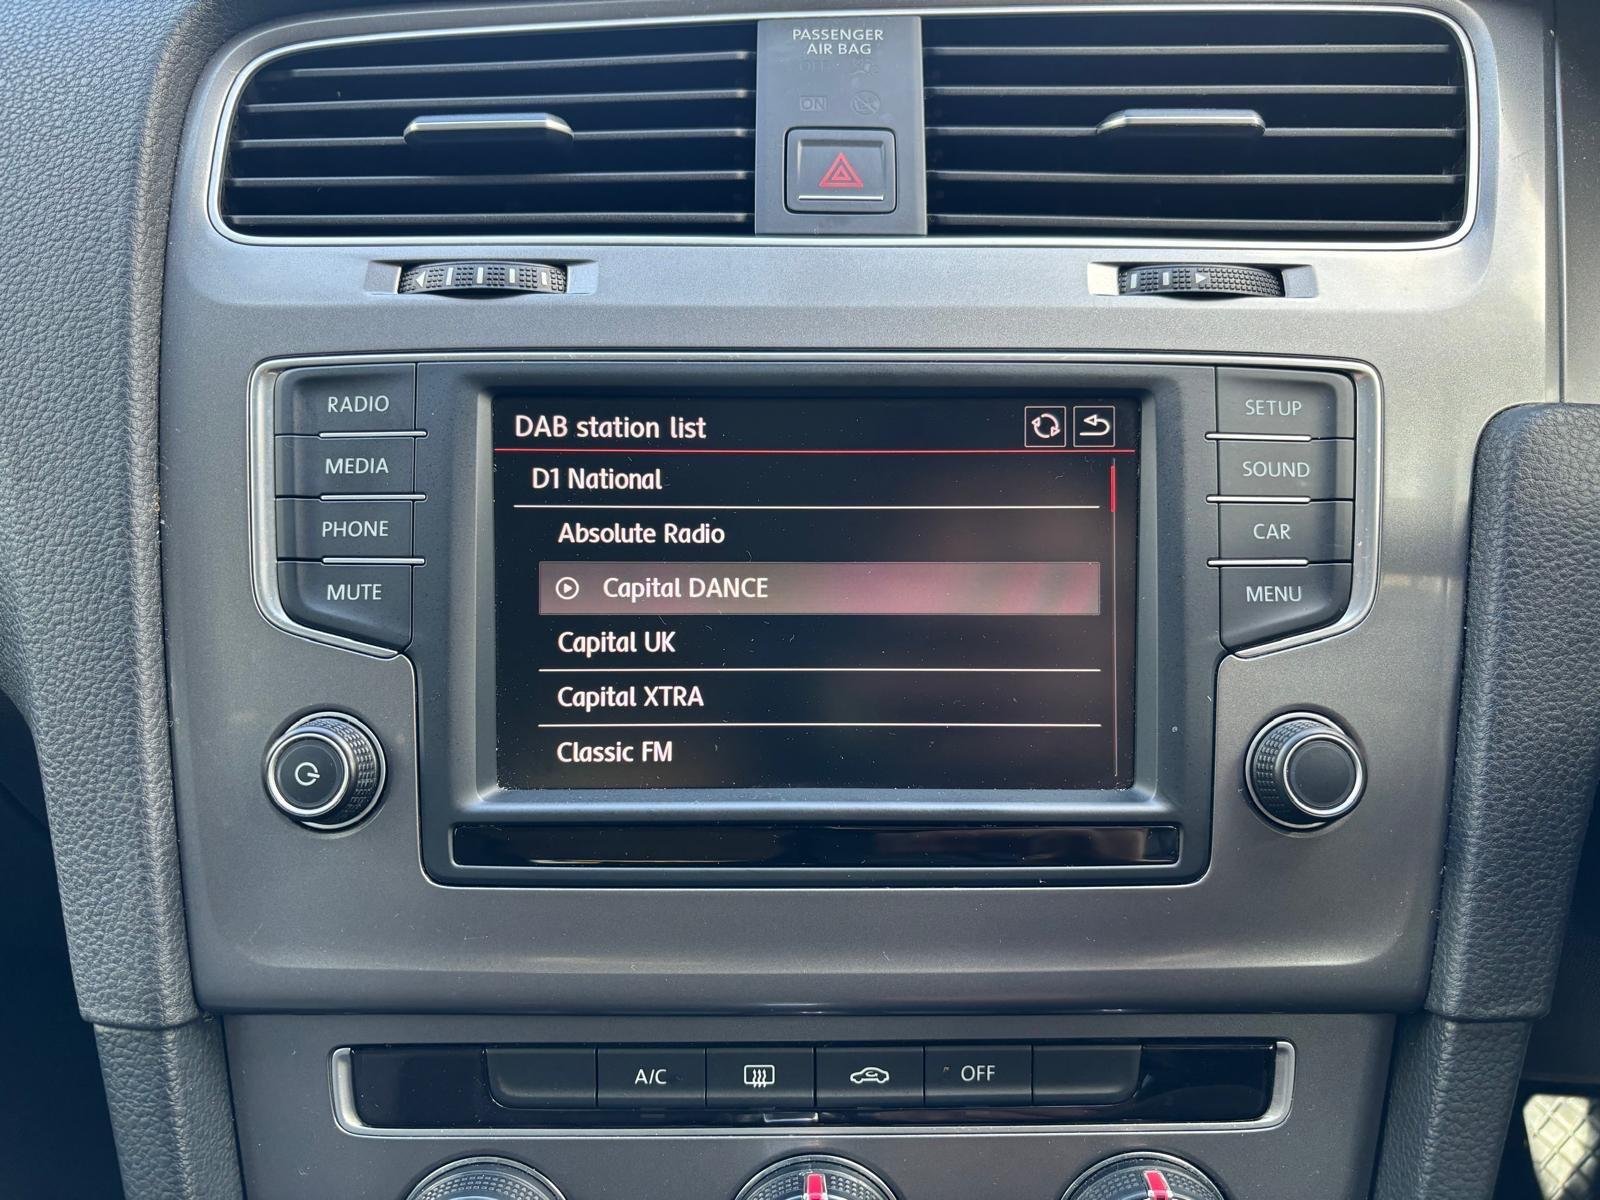 PASSENGER
AIR BAG
OFF
ON
RADIO
MEDIA
PHONE
MUTE
DAB station list
D1 National
Absolute Radio
Capital DANCE
Capital UK
Capital XTRA
Classic FM
SETUP
SOUND
CAR
MENU
A/C
OFF